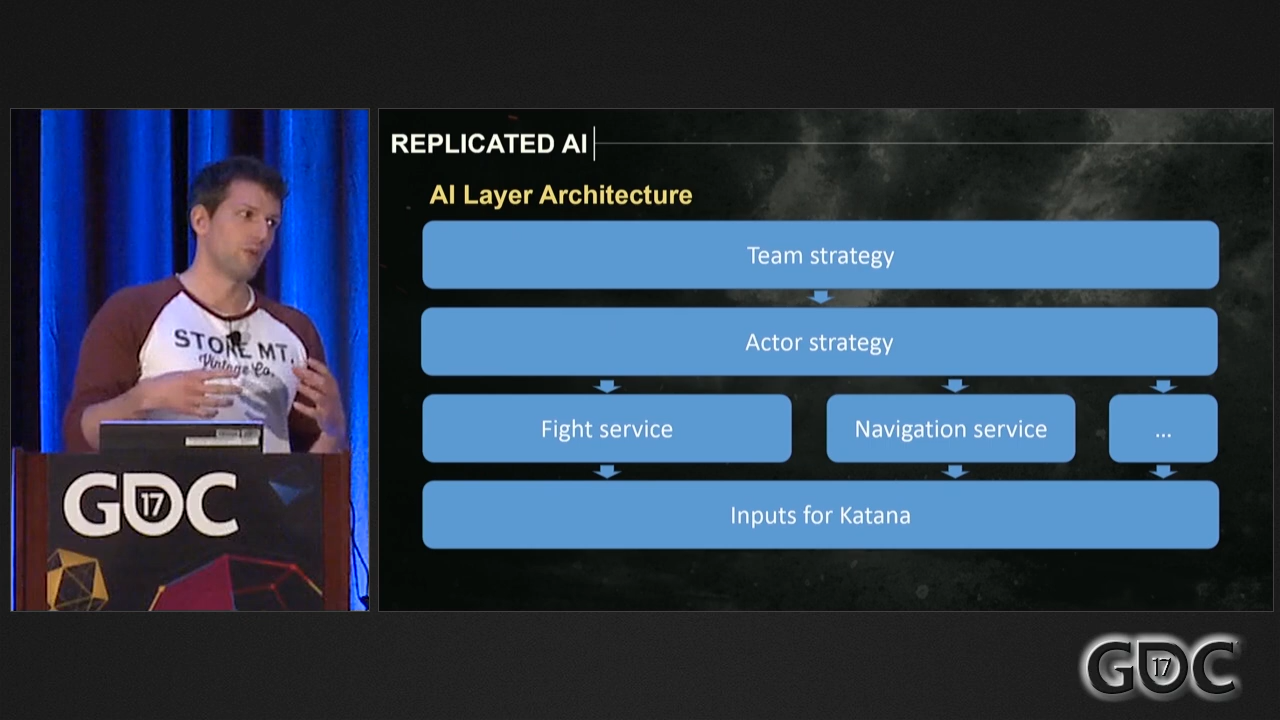 REPLICATED AI
AI Layer Architecture
Team strategy
Actor strategy
Fight service
Navigation service
...
Inputs for Katana
STONE MT.
Vintage Co.
GDC
17
GDC
17